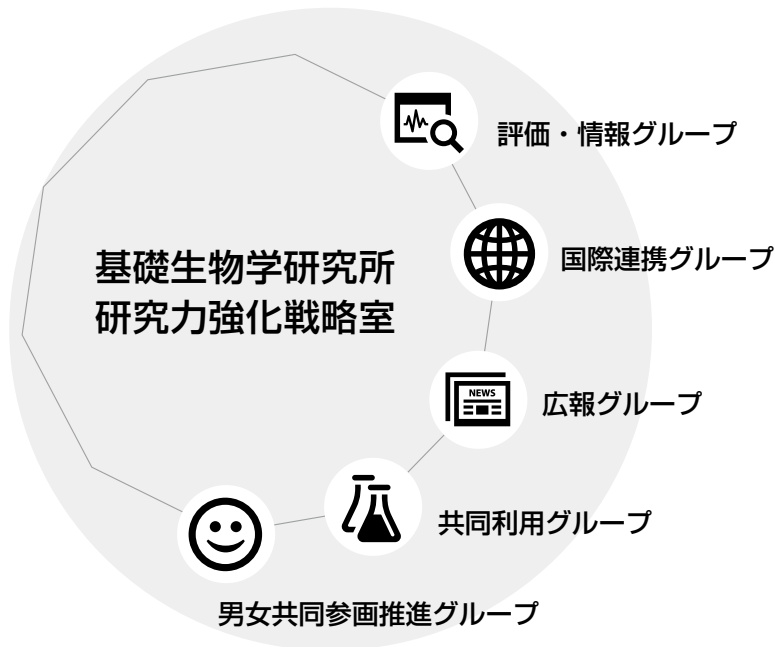 評価・情報グループ
国際連携グループ
基礎生物学研究所
研究力強化戦略室
NEWS
広報グループ
共同利用グループ
男女共同参画推進グループ